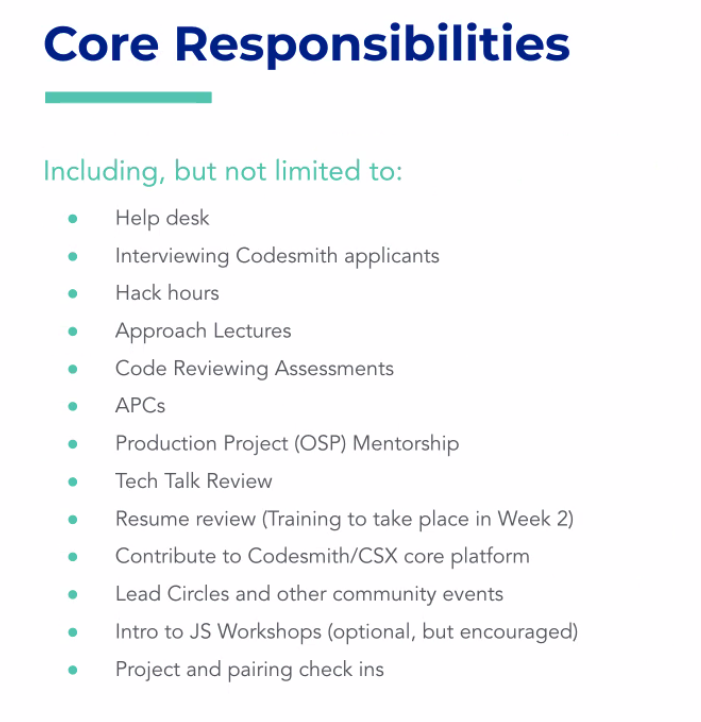 Core Responsibilities
Including, but not limited to:
● Help desk
● Interviewing Codesmith applicants
● Hack hours
● Approach Lectures
● Code Reviewing Assessments
● APCs
● Production Project (OSP) Mentorship
● Tech Talk Review
● Resume review (Training to take place in Week 2)
● Contribute to Codesmith/CSX core platform
● Lead Circles and other community events
● Intro to JS Workshops (optional, but encouraged)
● Project and pairing check ins